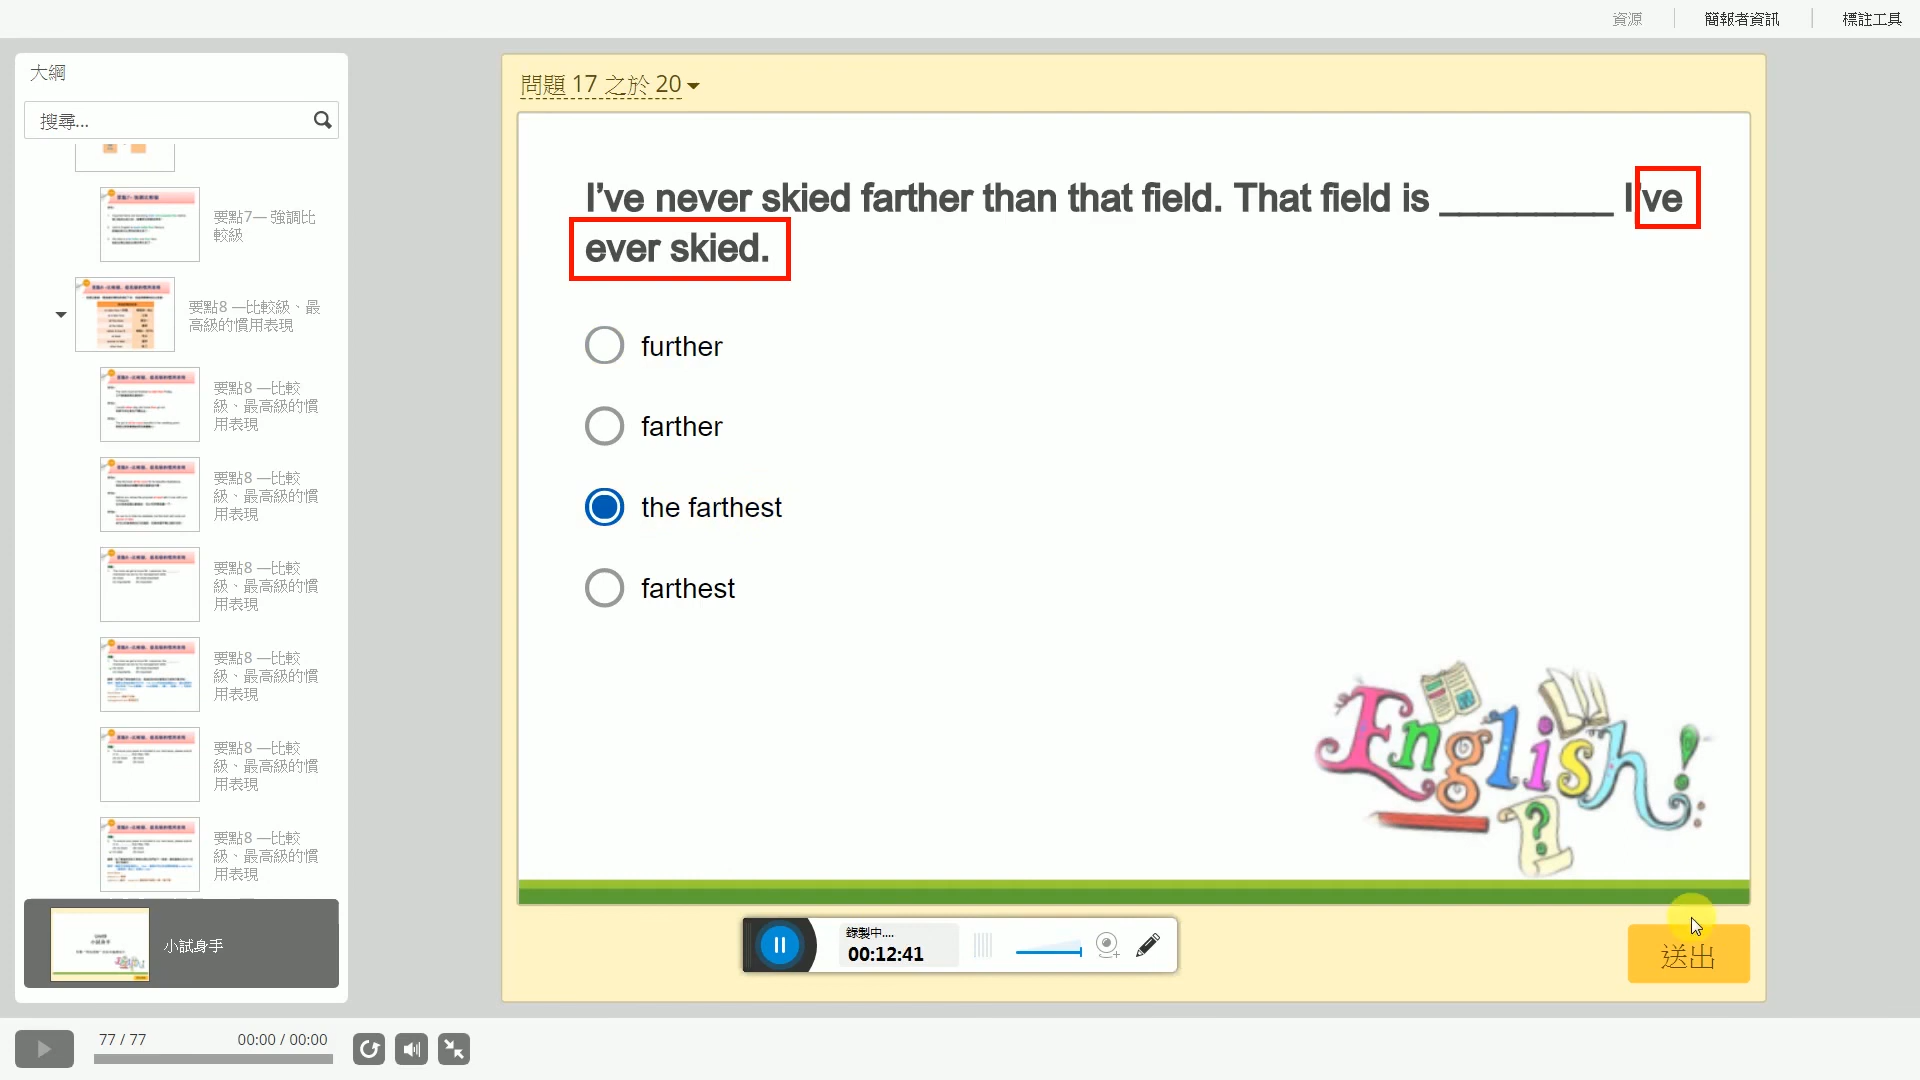 資源
簡報者資訊
標註工具
大綱
搜尋...
要點7— 強調比
較級
要點8 —比較級、最
高級的慣用表現
要點8 —比較
級、最高級的慣
用表現
要點8 —比較
級、最高級的慣
用表現
要點8 —比較
級、最高級的慣
用表現
要點8 —比較
級、最高級的慣
用表現
要點8 —比較
級、最高級的慣
用表現
要點8 —比較
級、最高級的慣
用表現
小試身手
問題 17 之於 20
I’ve never skied farther than that field. That field is _________ I've
ever skied.
further
farther
the farthest
farthest
English!
?
錄製中....
00:12:41
送出
77 / 77
00:00 / 00:00